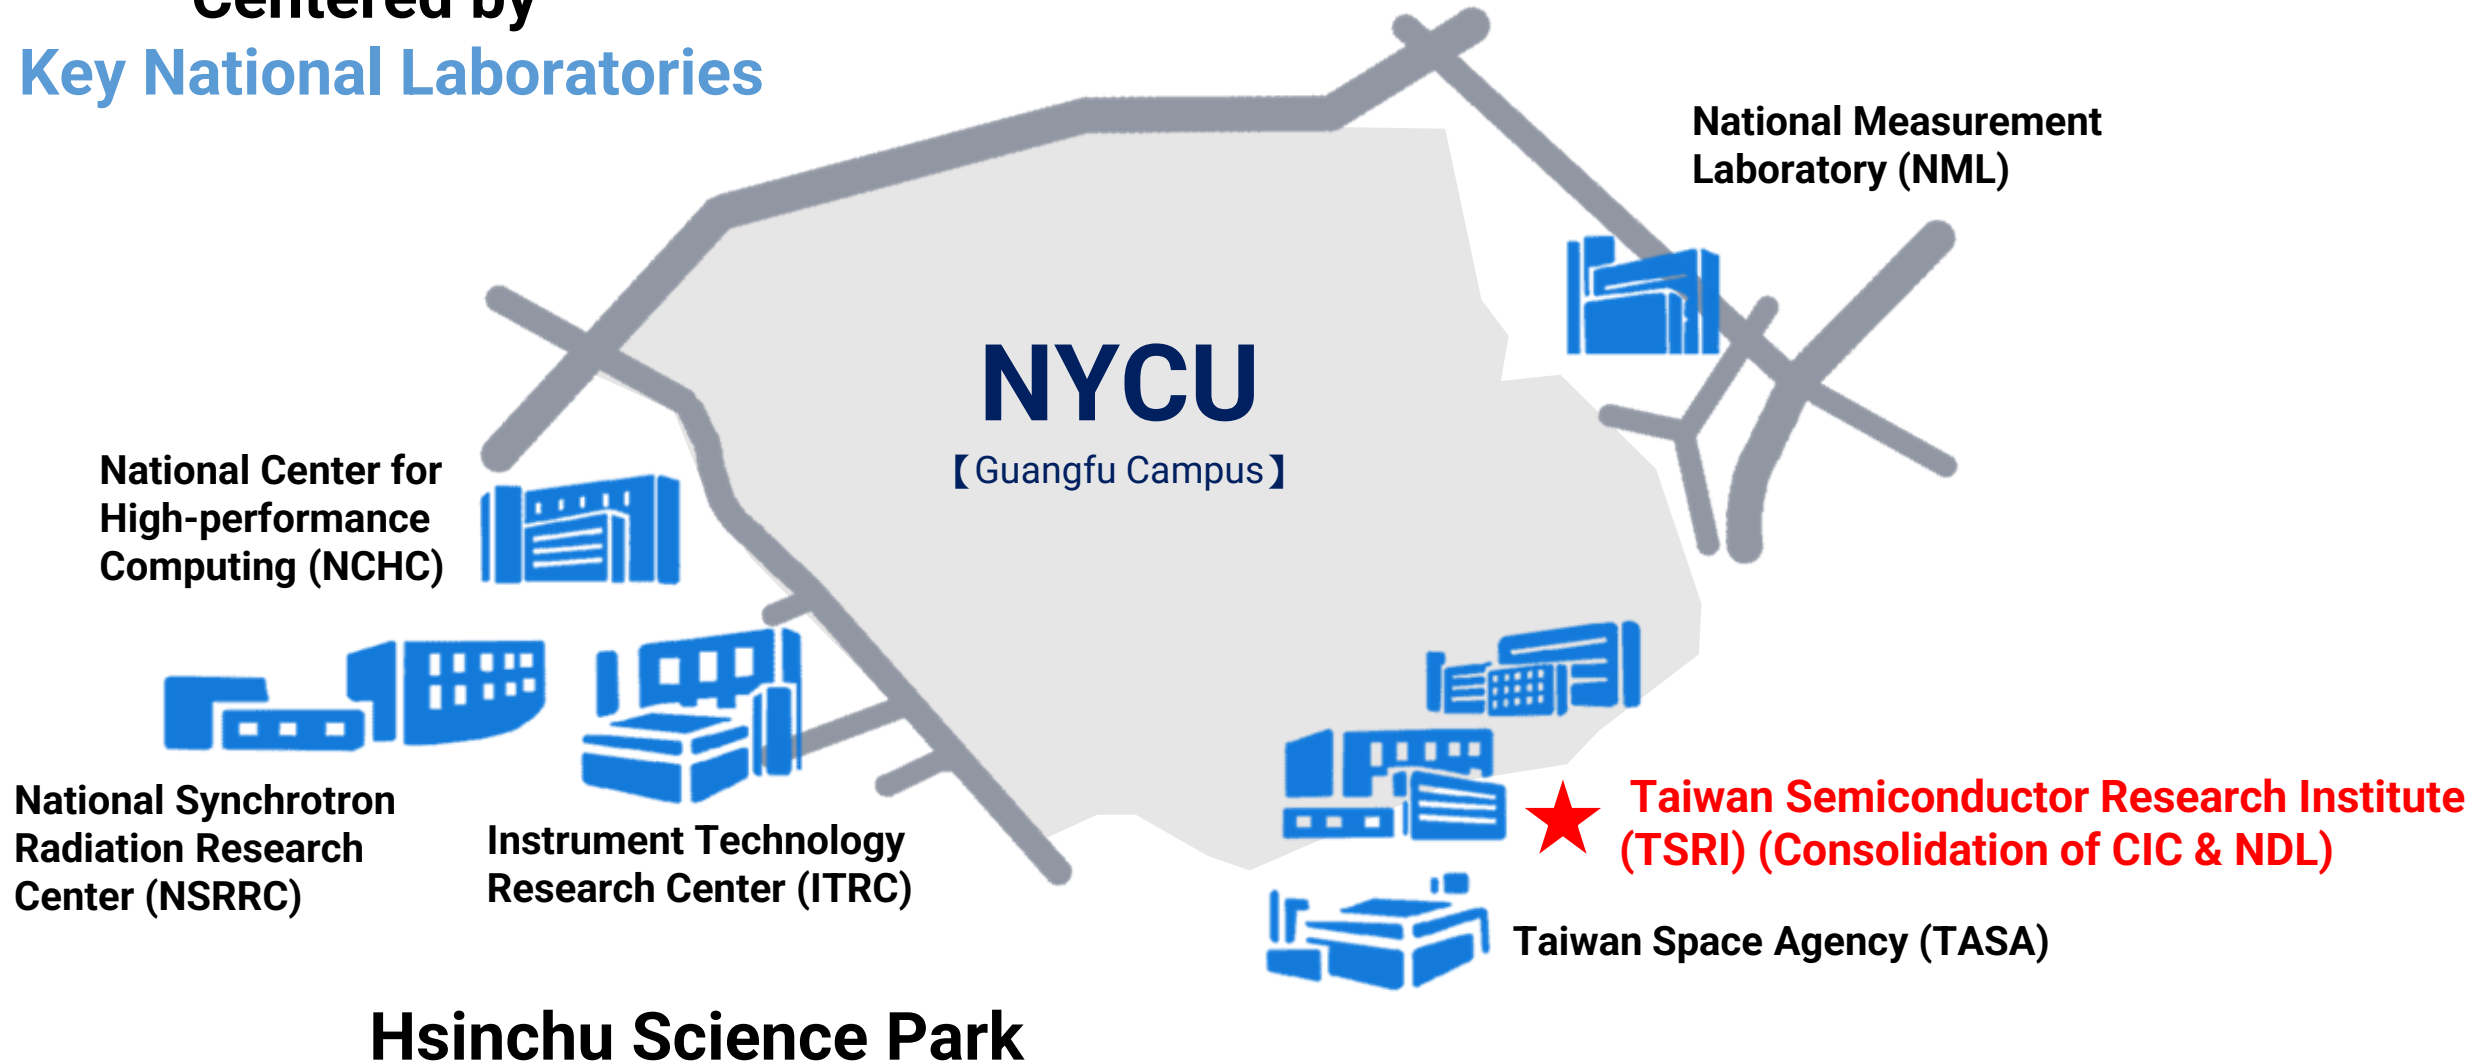 Centered by
Key National Laboratories
National Measurement
Laboratory (NML)
NYCU
【Guangfu Campus】
National Center for
High-performance
Computing (NCHC)
National Synchrotron
Radiation Research
Center (NSRRC)
Instrument Technology
Research Center (ITRC)
Taiwan Semiconductor Research Institute
(TSRI) (Consolidation of CIC & NDL)
Taiwan Space Agency (TASA)
Hsinchu Science Park